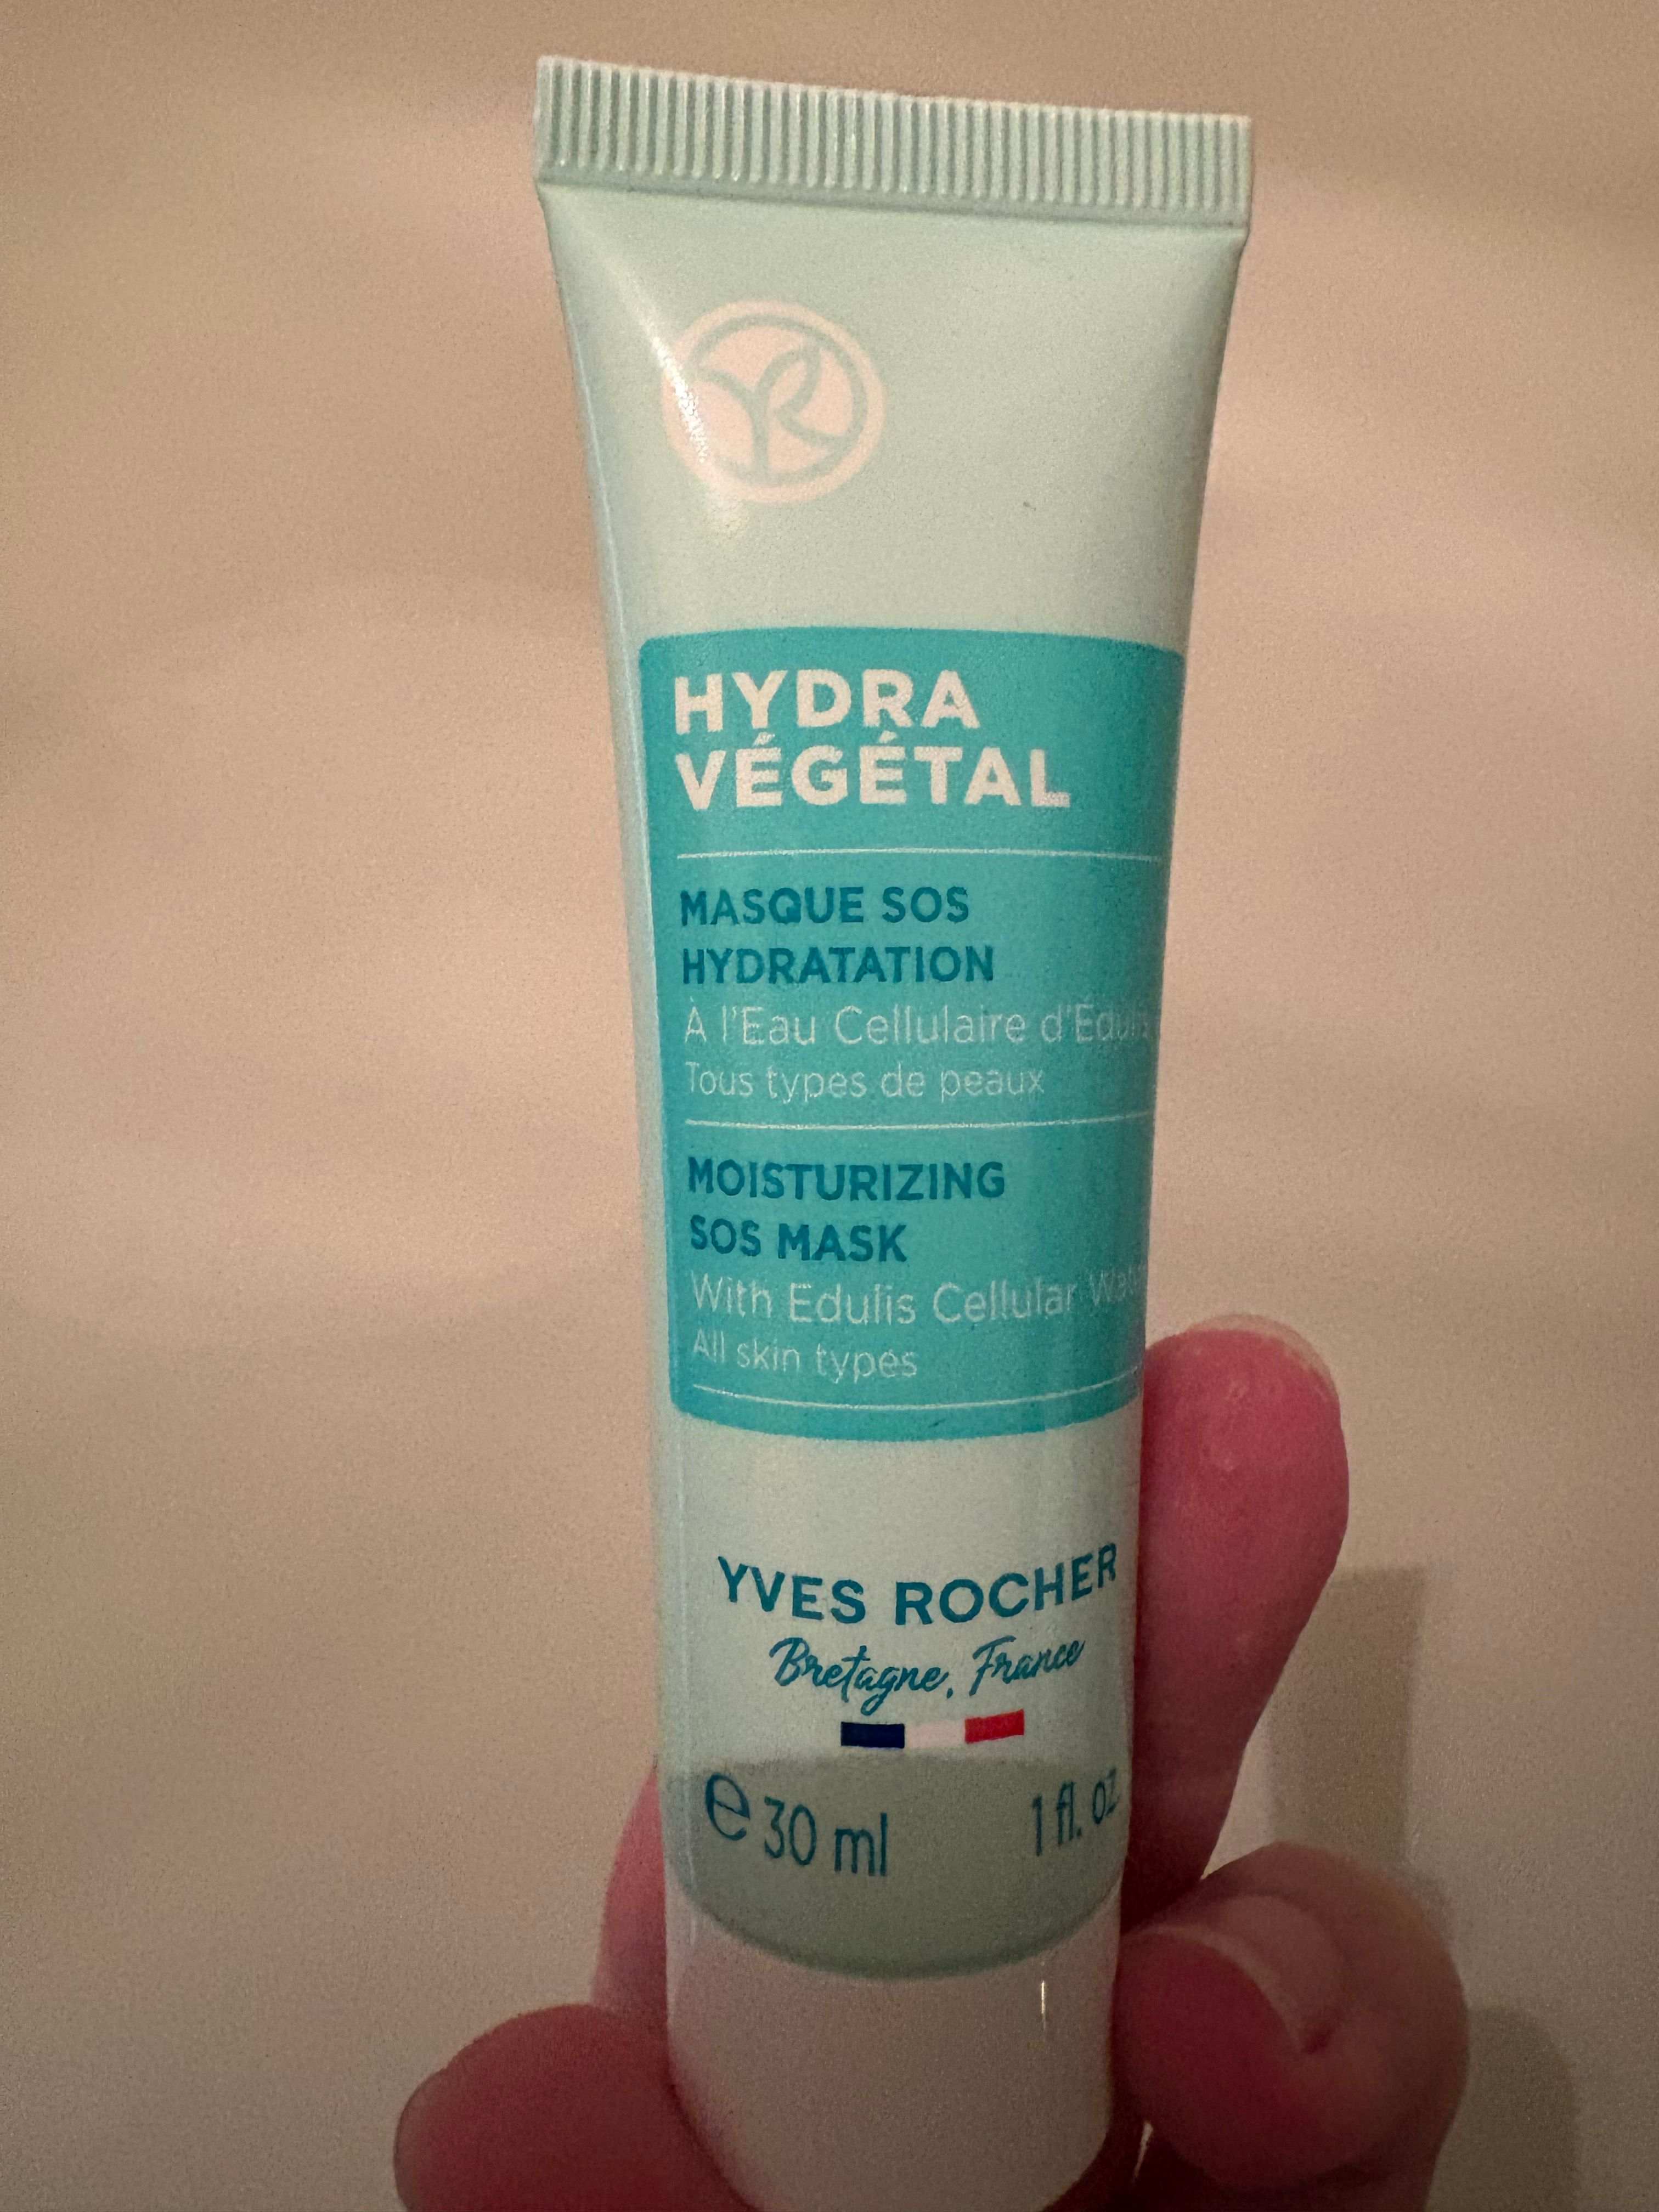 HYDRA
VÉGÉTAL
MASQUE SOS
HYDRATATION
À l'Eau Cellulaire d'Edulis
Tous types de peaux
MOISTURIZING
SOS MASK
With Edulis Cellular
All skin types
YVES ROCHER
Bretagne, France
e 30 ml 1 fl. oz